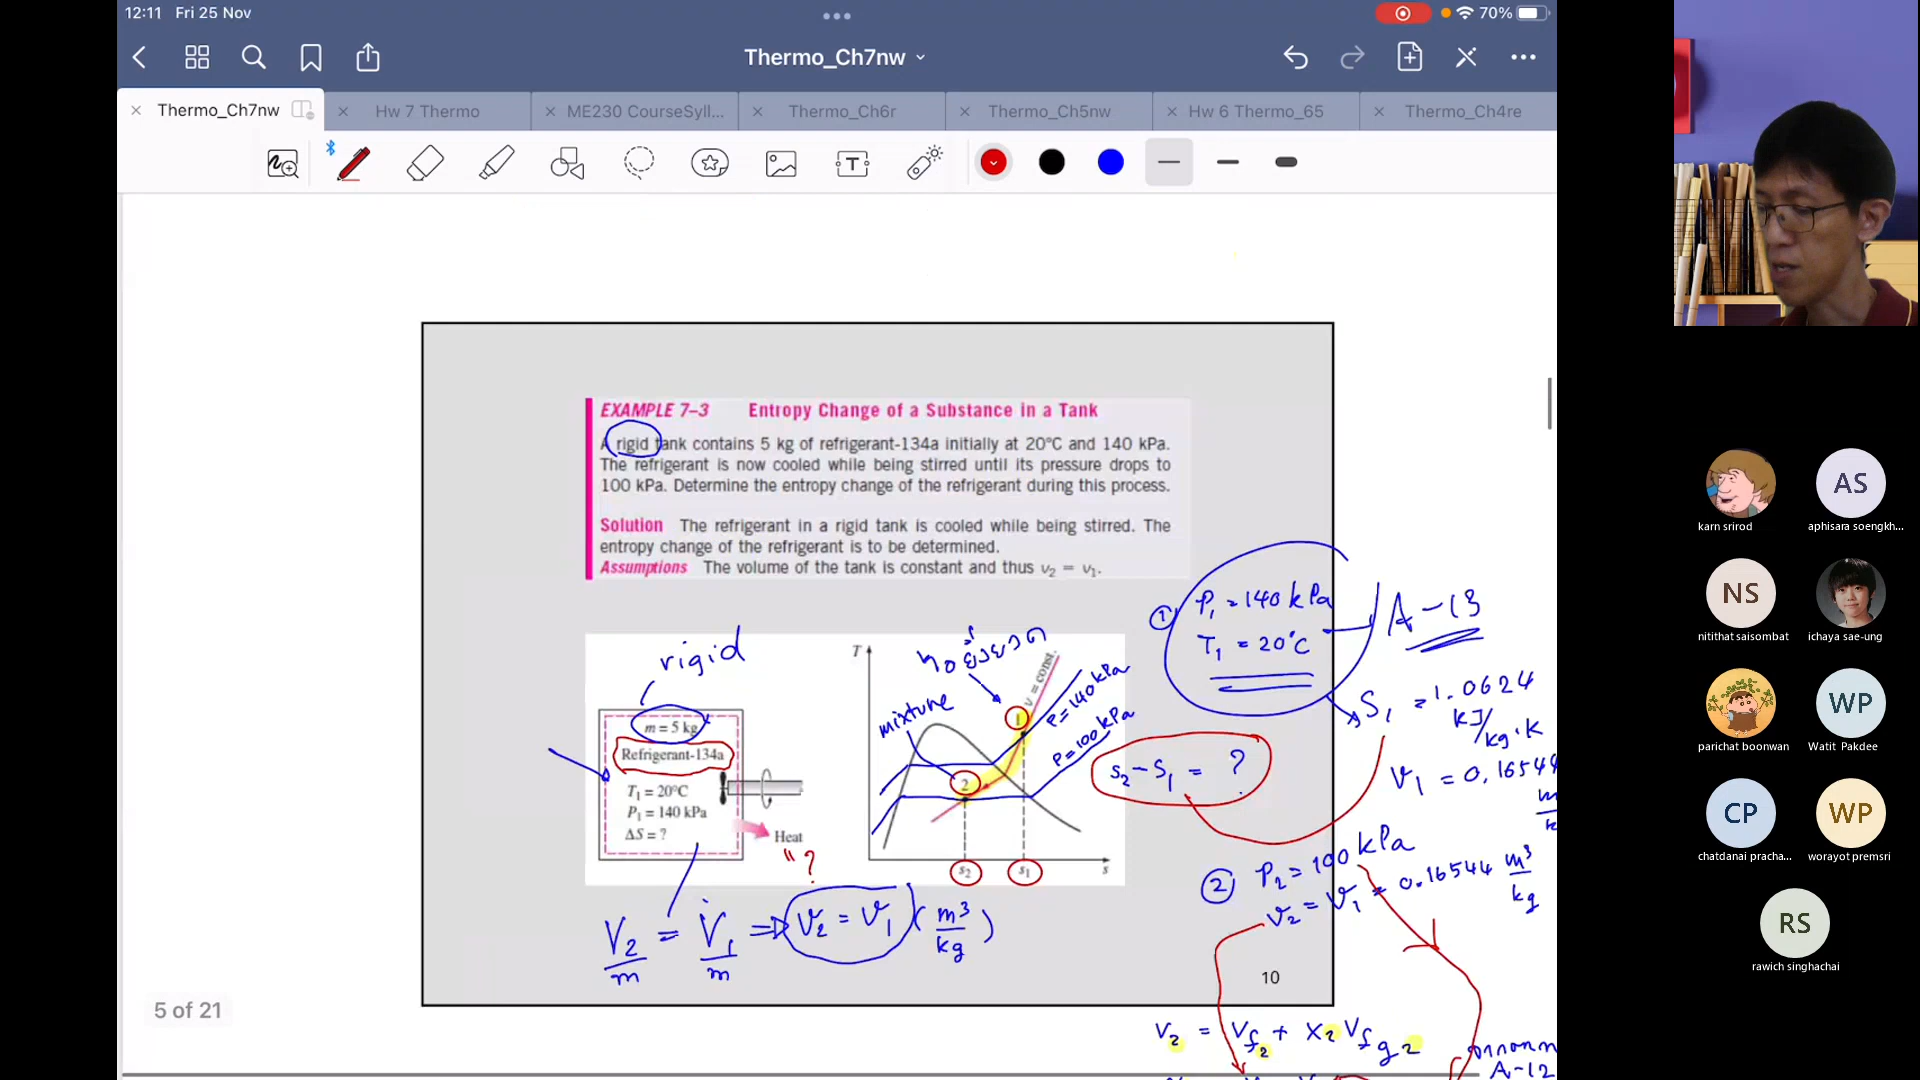 12:11 Fri 25 Nov
70%
Thermo_Ch7nw
Thermo_Ch7nw
Hw 7 Thermo
ME230 CourseSyll...
Thermo_Ch6r
Thermo_Ch5nw
Hw 6 Thermo_65
Thermo_Ch4re
EXAMPLE 7–3 Entropy Change of a Substance in a Tank
A rigid tank contains 5 kg of refrigerant-134a initially at 20°C and 140 kPa.
The refrigerant is now cooled while being stirred until its pressure drops to
100 kPa. Determine the entropy change of the refrigerant during this process.
Solution The refrigerant in a rigid tank is cooled while being stirred. The
entropy change of the refrigerant is to be determined.
Assumptions The volume of the tank is constant and thus v₂ = v₁.
① P₁ = 140 kPa
T₁ = 20°C
A-13
S₁ = 1.0624
kJ/kg·K
v₁ = 0.16544
rigid
m = 5 kg
Refrigerant-134a
T₁ = 20°C
P₁ = 140 kPa
ΔS = ?
Heat
" ?
T
mixture
v = const.
P=140 kPa
P=100 kPa
1
2
s₂
s₁
s
s₂ - s₁ = ?
② P₂ = 100 kPa
v₂ = v₁ = 0.16544 m³/kg
V₂/m = V₁/m ⇒ v₂ = v₁ (m³/kg)
10
5 of 21
v₂ = v_f₂ + x₂ v_fg₂
A-12
karn srirod
AS
aphisara soengkh...
NS
nitithat saisombat
ichaya sae-ung
parichat boonwan
WP
Watit Pakdee
CP
chatdanai pracha...
WP
worayot premsri
RS
rawich singhachai